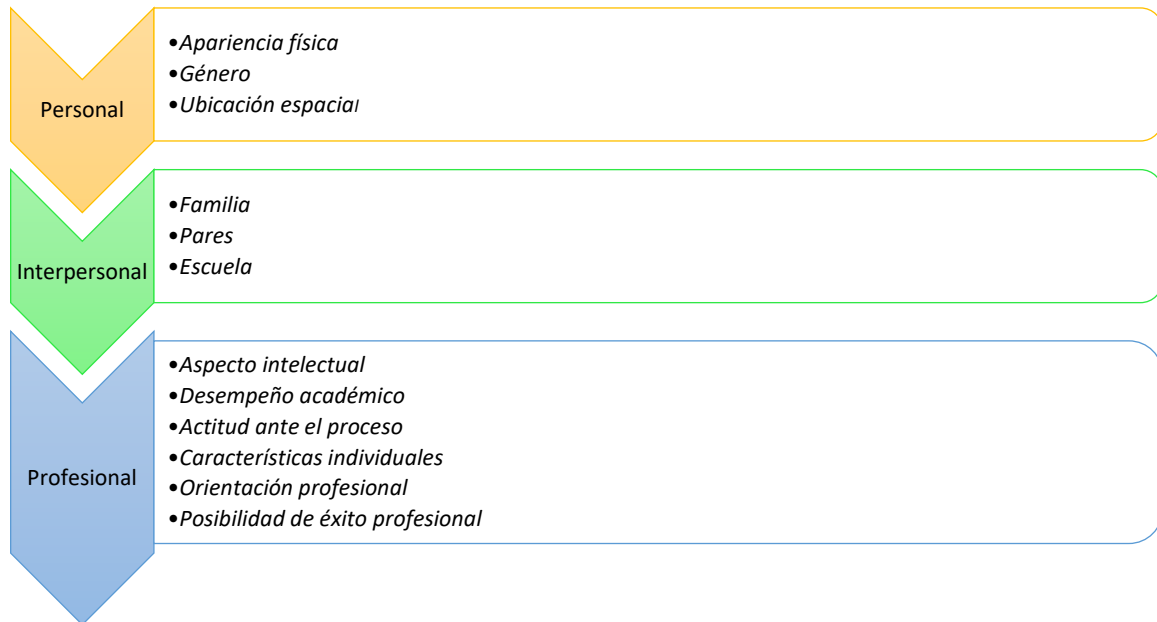 Personal
•Apariencia física
•Género
•Ubicación espacial
Interpersonal
•Familia
•Pares
•Escuela
Profesional
•Aspecto intelectual
•Desempeño académico
•Actitud ante el proceso
•Características individuales
•Orientación profesional
•Posibilidad de éxito profesional